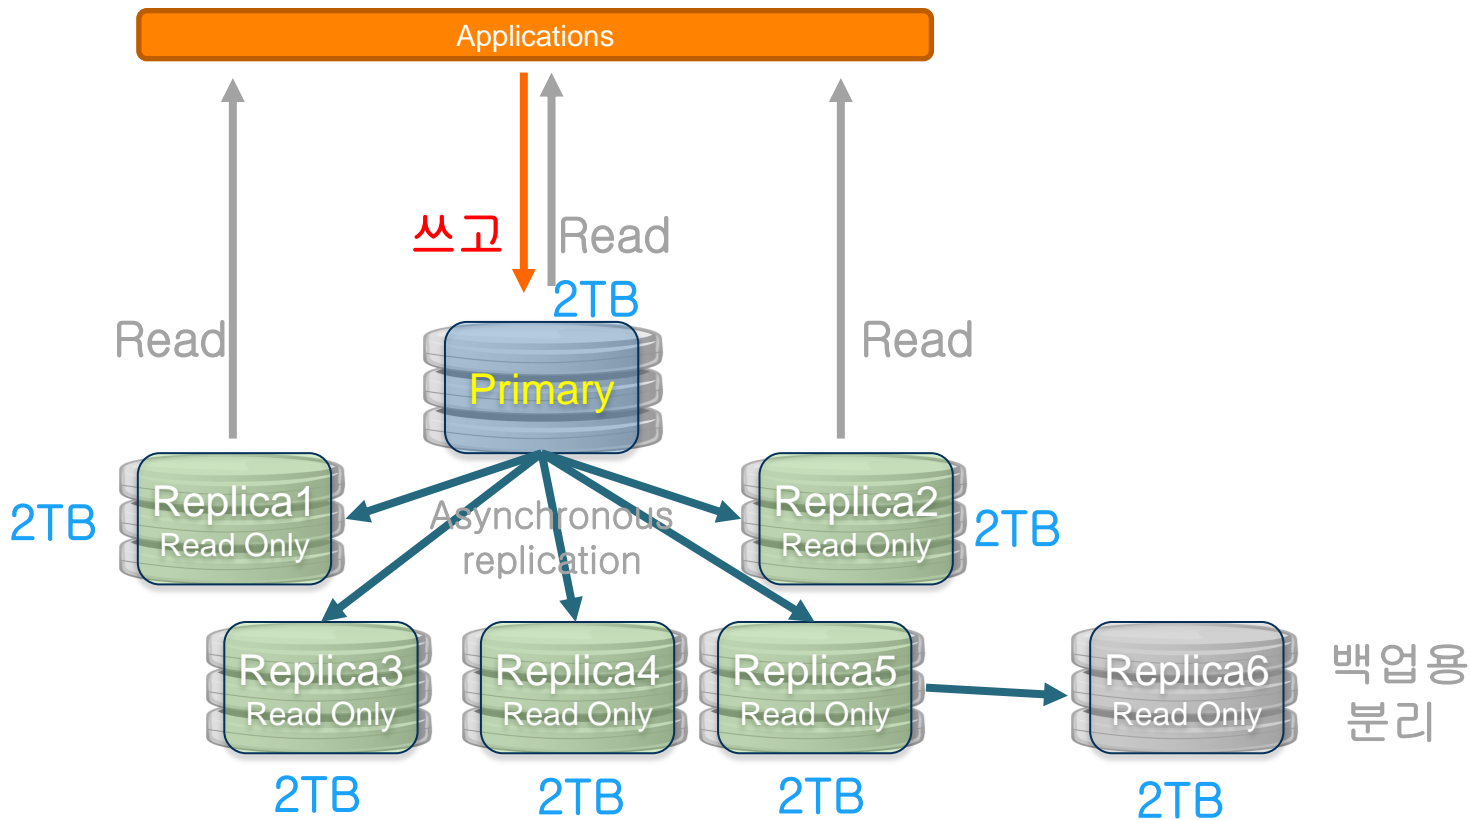 Applications
쓰고
Read
2TB
Read
Read
Primary
Replica1
Read Only
2TB
Asynchronous
replication
Replica2
Read Only
2TB
Replica3
Read Only
2TB
Replica4
Read Only
2TB
Replica5
Read Only
2TB
Replica6
Read Only
2TB
백업용
분리